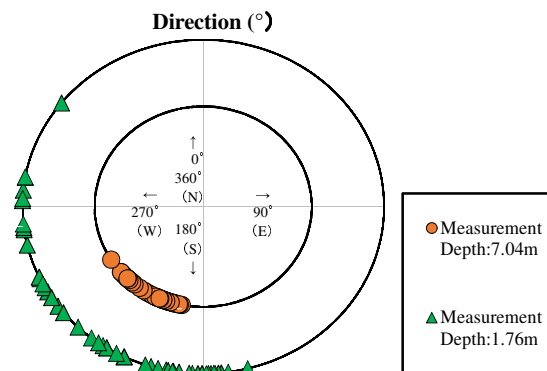 Direction (°)
↑
0°
360°
(N)
← →
270° 180° 90°
(W) (S) (E)
↓
Measurement
Depth:7.04m
Measurement
Depth:1.76m